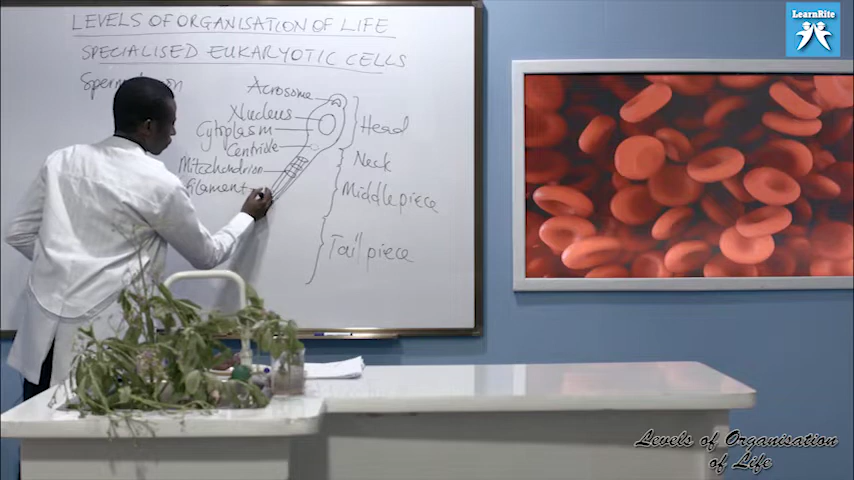 LearnRite
LEVELS OF ORGANISATION OF LIFE
SPECIALISED EUKARYOTIC CELLS
Acrosome
Nucleus
Cytoplasm
Head
Centriole
Neck
Mitochondrion
Filament
Middle piece
Tail piece
Levels of Organisation
of Life